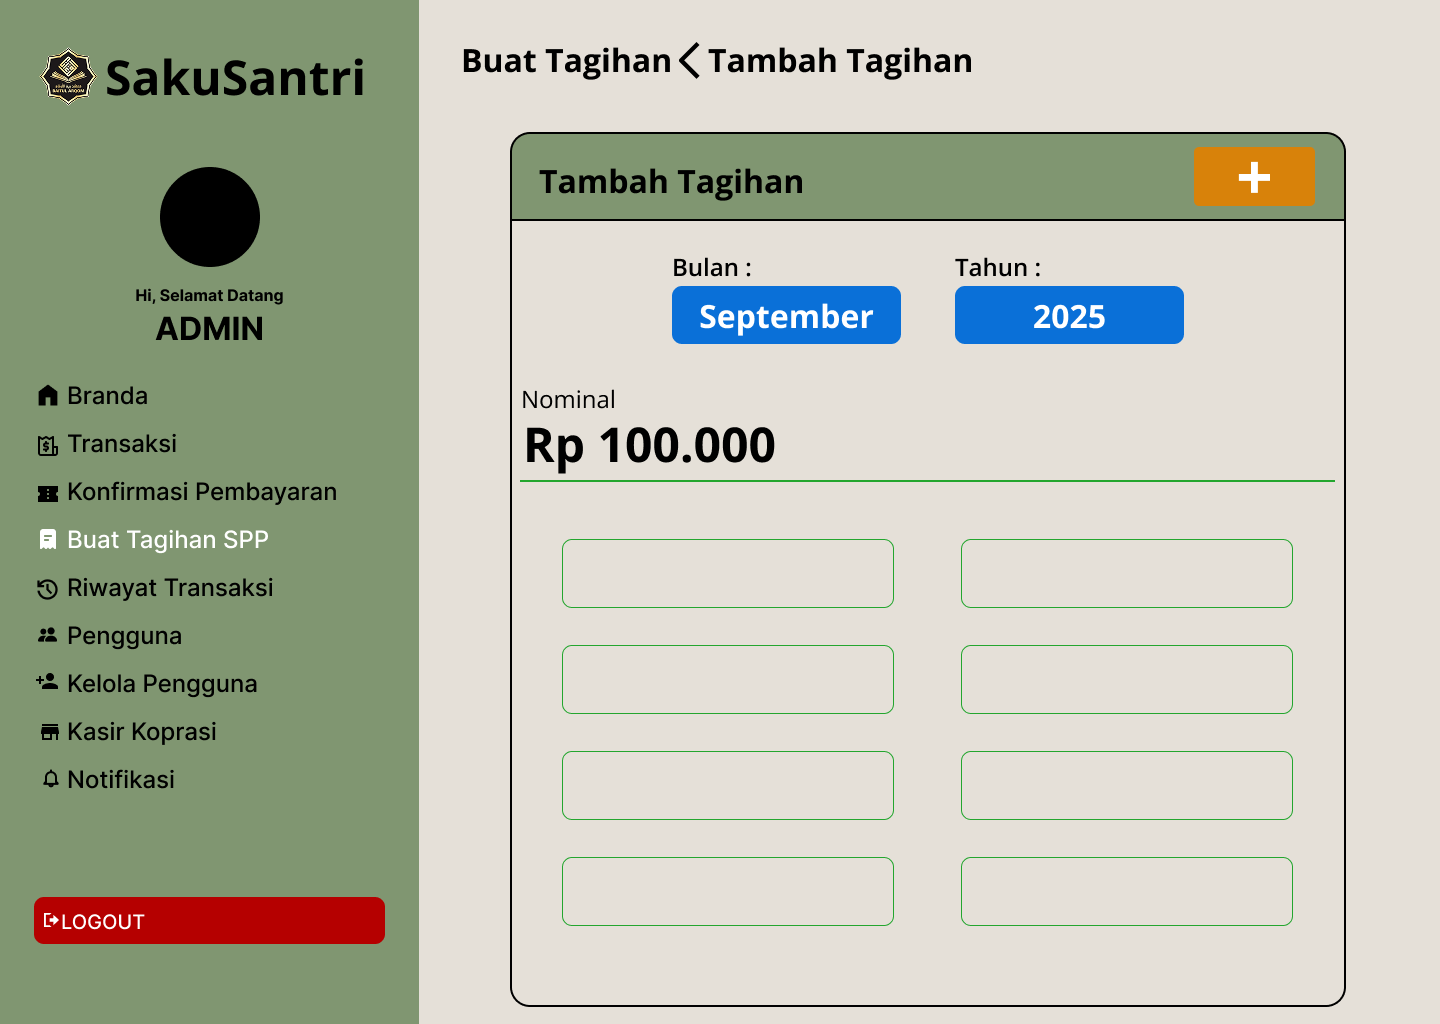 SakuSantri
Hi, Selamat Datang
ADMIN
Branda
Transaksi
Konfirmasi Pembayaran
Buat Tagihan SPP
Riwayat Transaksi
Pengguna
Kelola Pengguna
Kasir Koprasi
Notifikasi
LOGOUT
Buat Tagihan < Tambah Tagihan
Tambah Tagihan
+
Bulan :
Tahun :
September
2025
Nominal
Rp 100.000